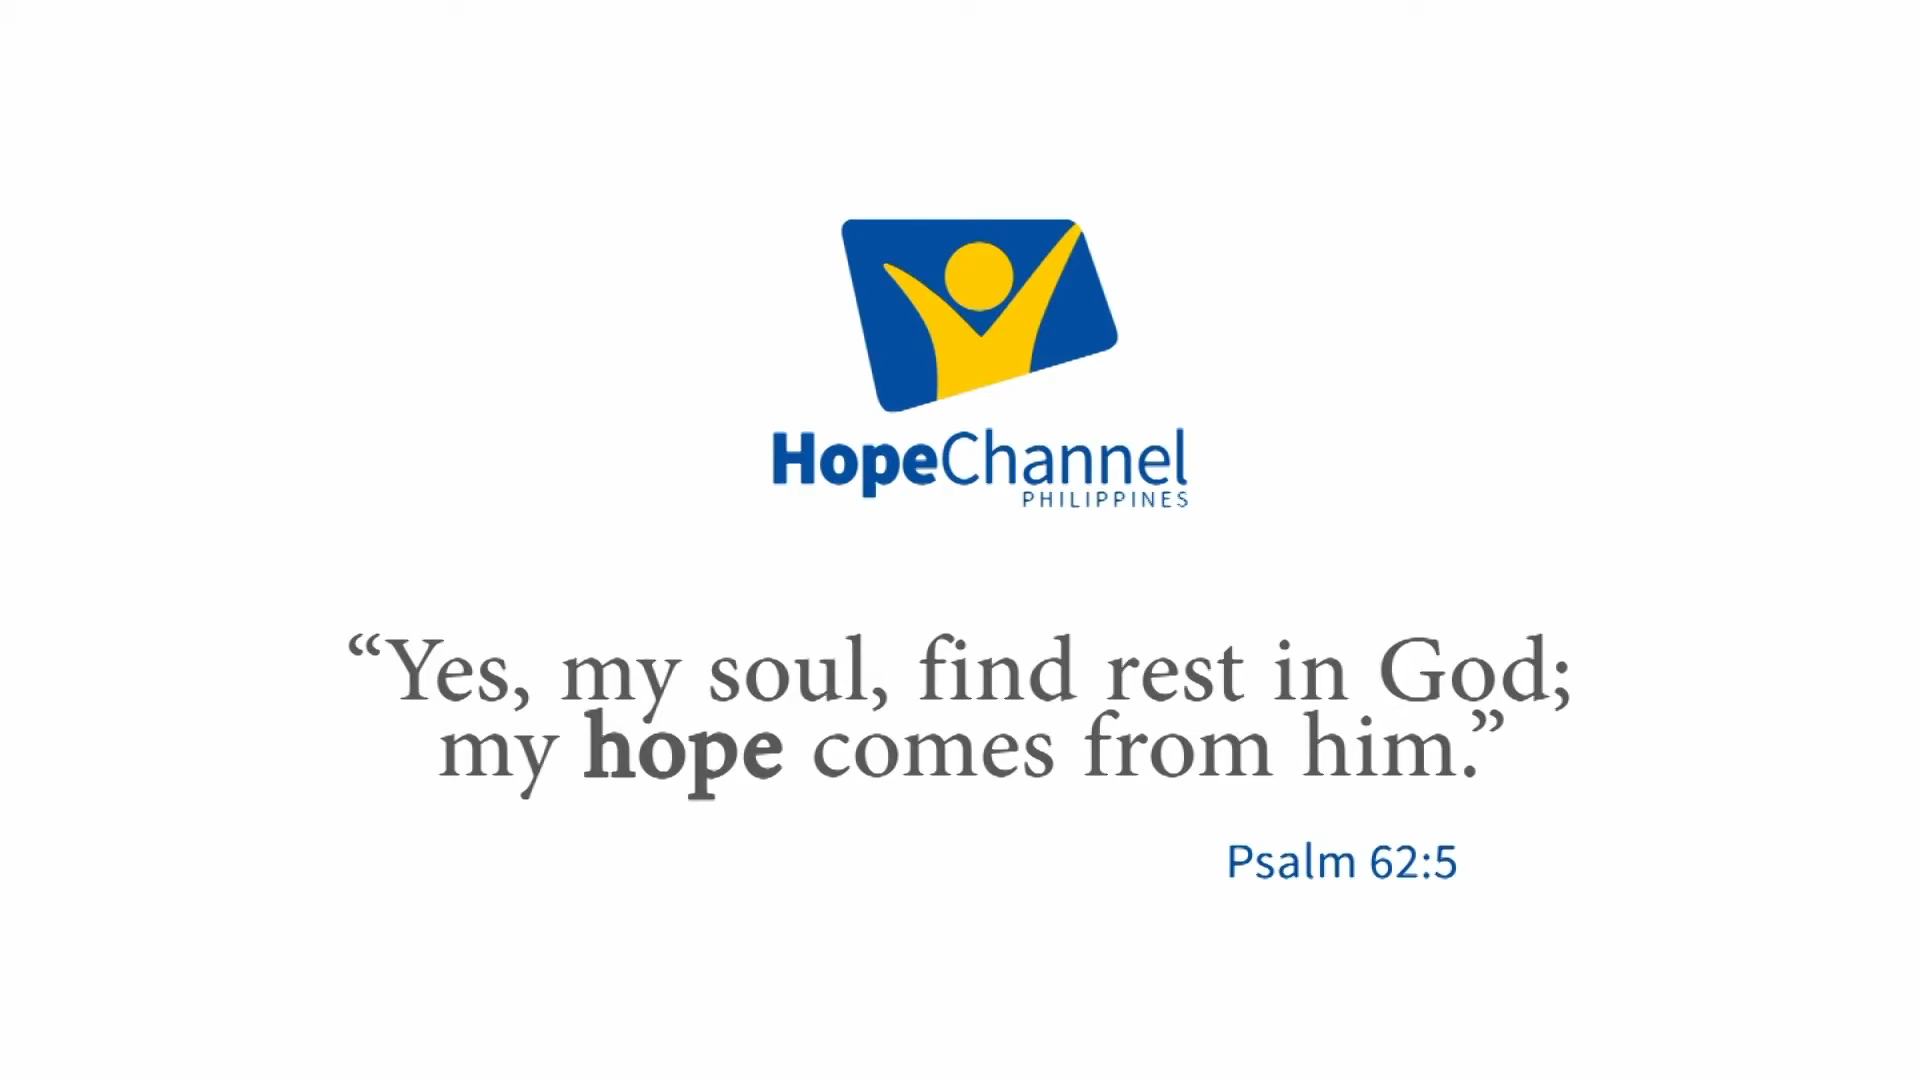 HopeChannel
PHILIPPINES
“Yes, my soul, find rest in God;
my hope comes from him.”
Psalm 62:5